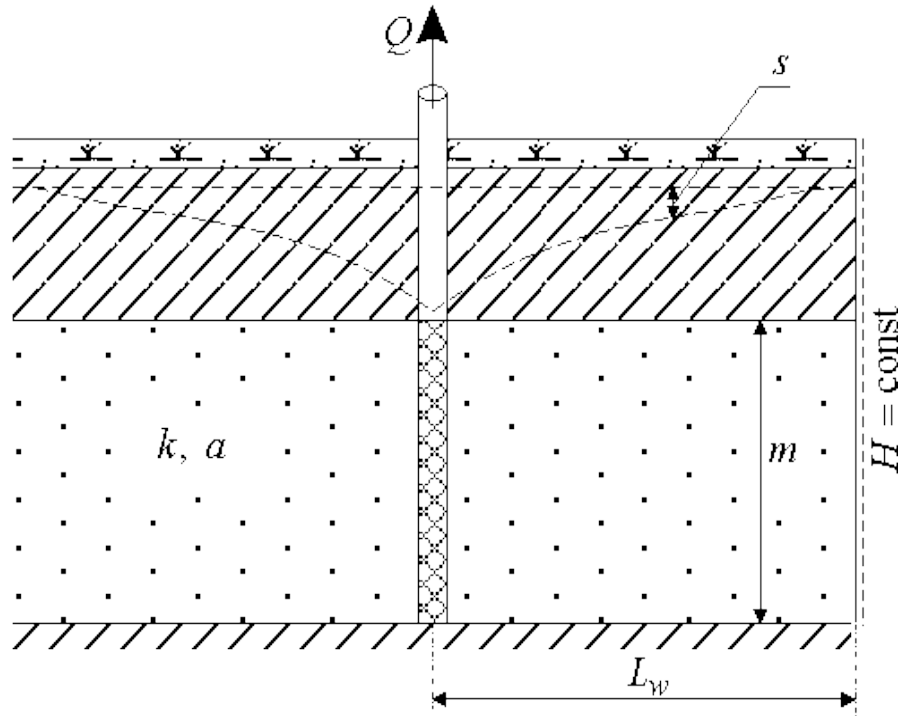 Q
s
k, a
m
H = const
L_w